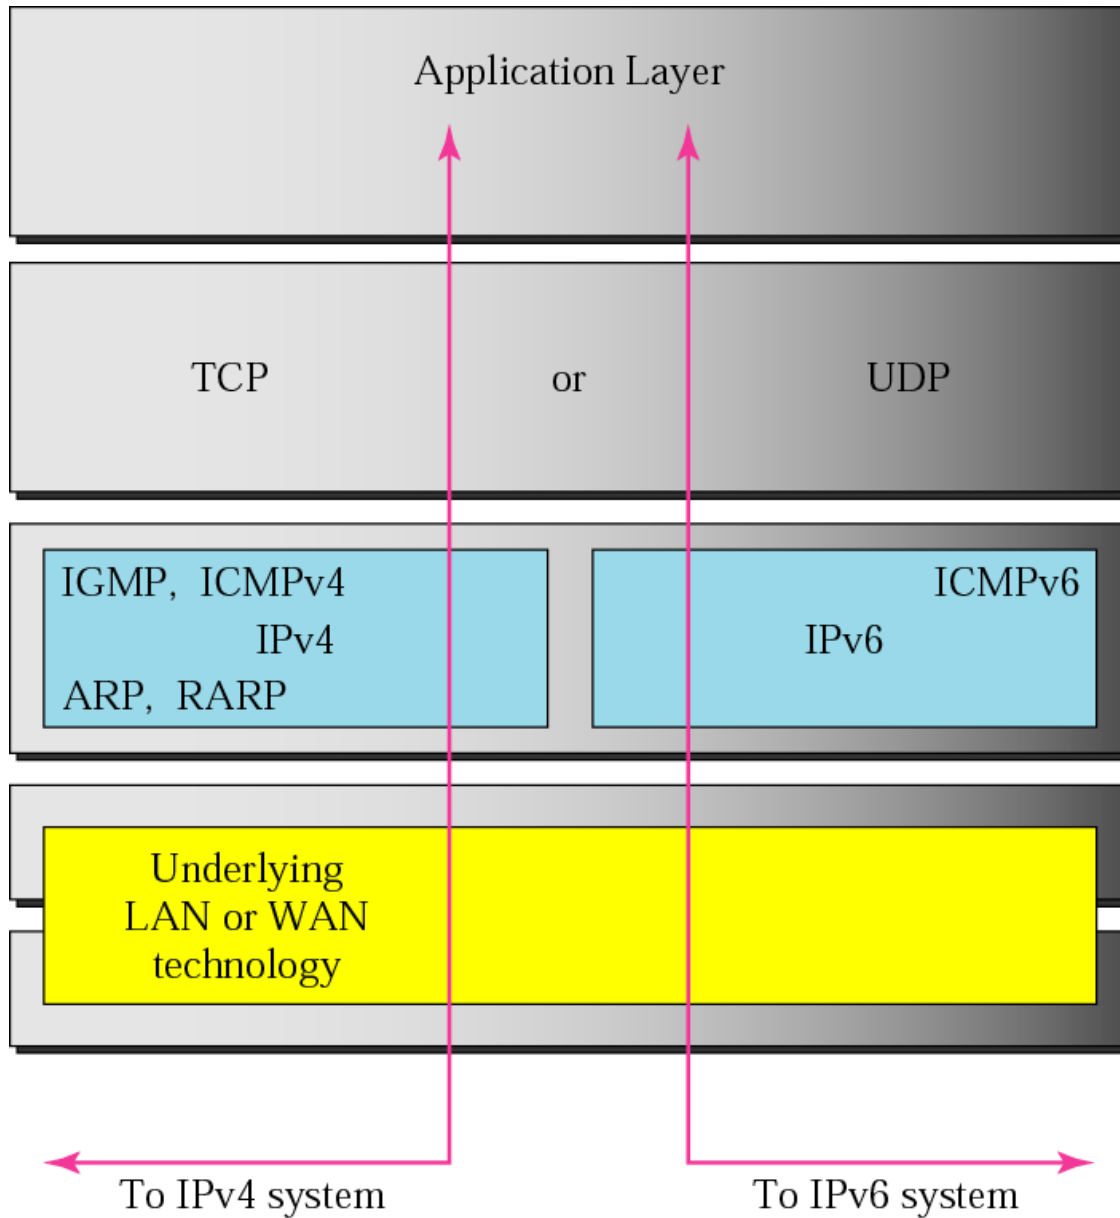 Application Layer
TCP or UDP
IGMP, ICMPv4
IPv4
ARP, RARP
ICMPv6
IPv6
Underlying
LAN or WAN
technology
To IPv4 system
To IPv6 system